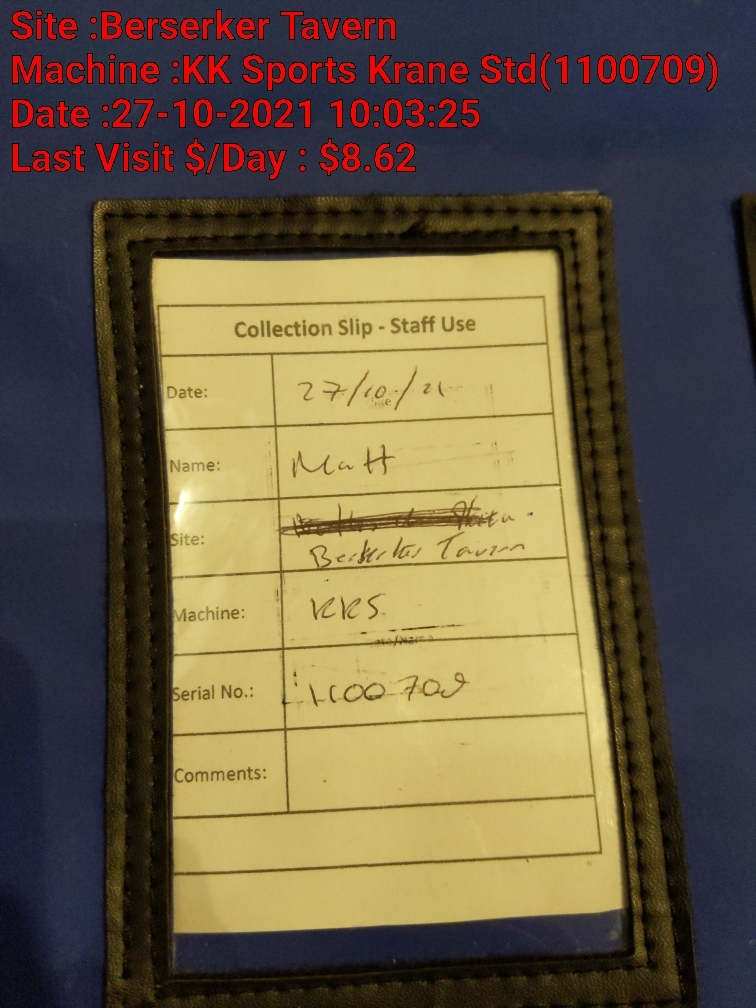 Site :Berserker Tavern
Machine :KK Sports Krane Std(1100709)
Date :27-10-2021 10:03:25
Last Visit $/Day : $8.62
Collection Slip - Staff Use
Date: 27/10/21
Name: Matt
Site:
Berserker Tavern
Machine: KKS
Serial No.: 1100709
Comments: